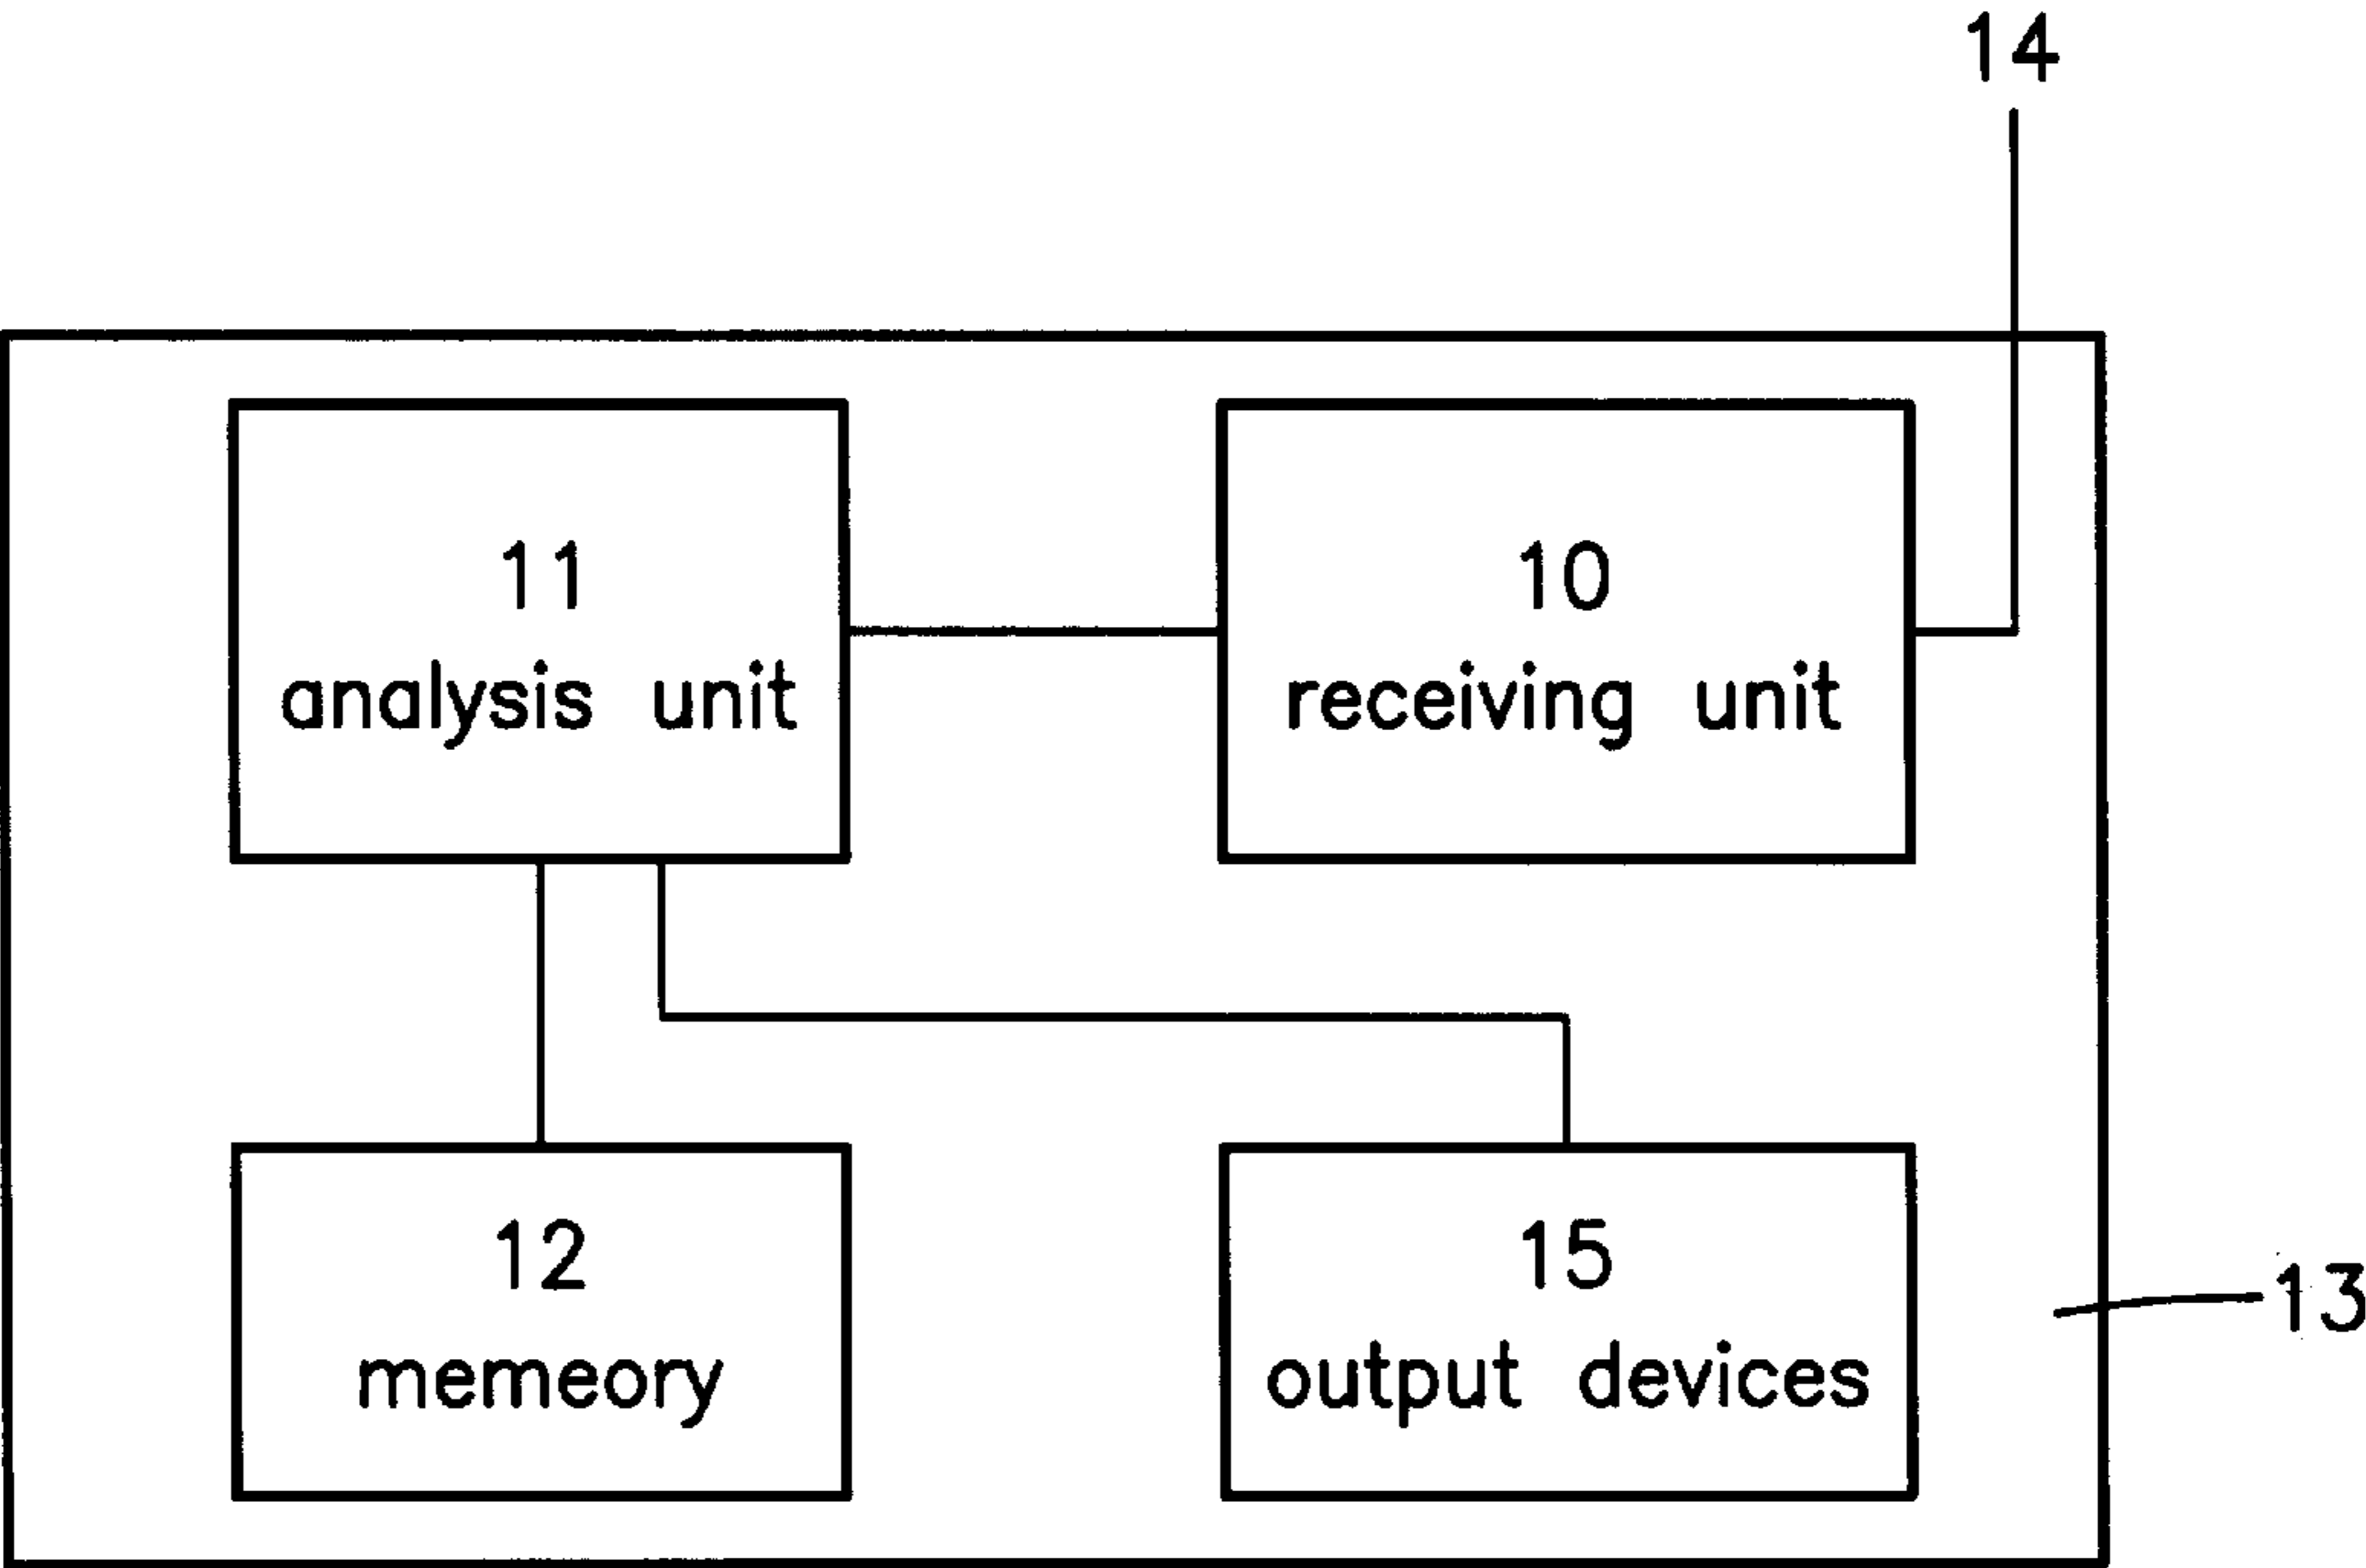 14
11
analysis unit
10
receiving unit
12
memeory
15
output devices
13